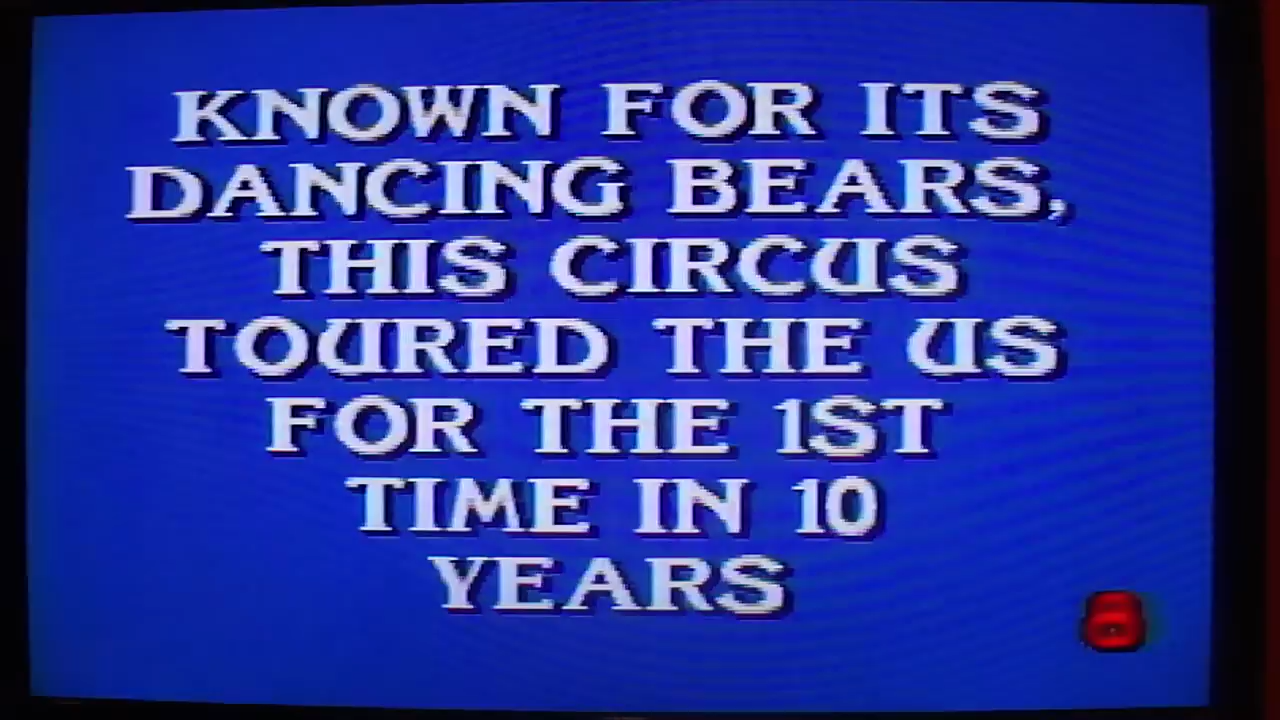 KNOWN FOR ITS
DANCING BEARS,
THIS CIRCUS
TOURED THE US
FOR THE 1ST
TIME IN 10
YEARS